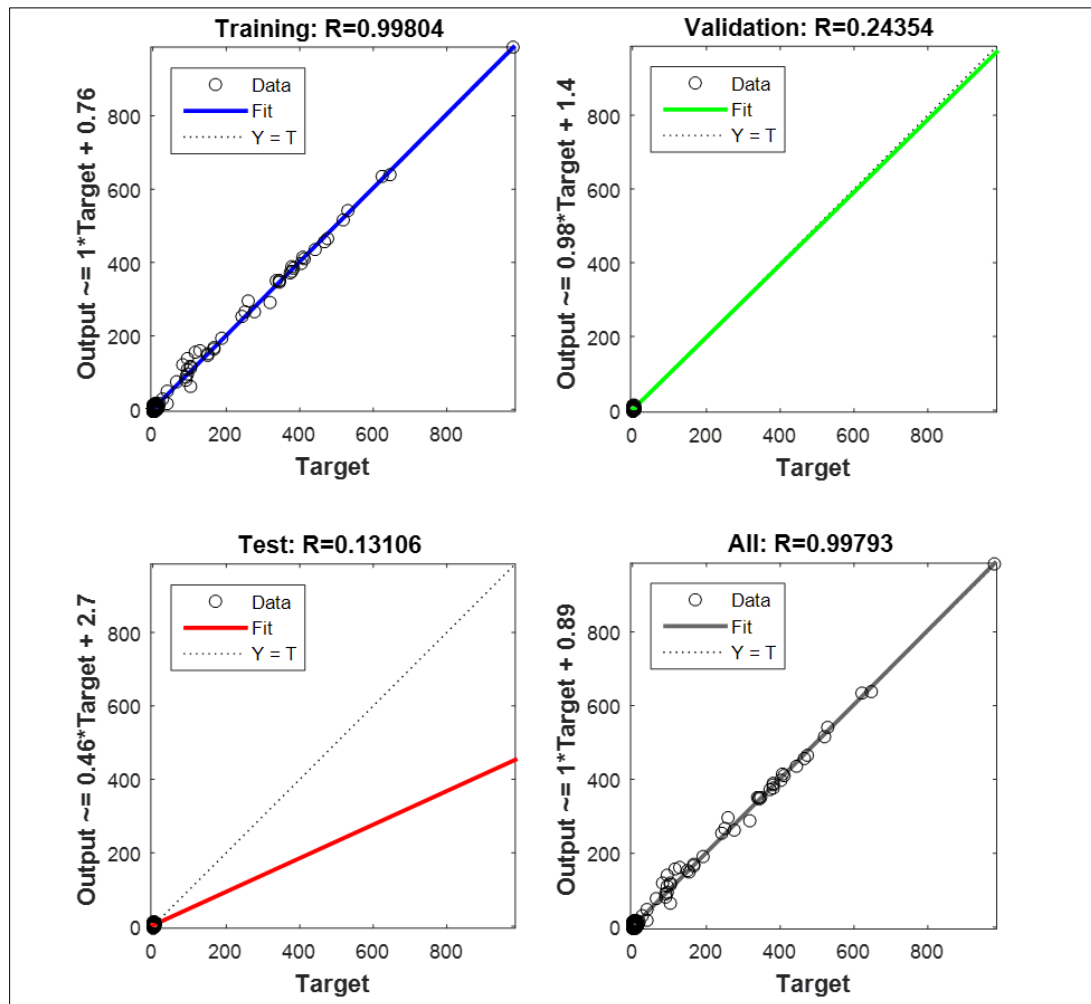 Training: R=0.99804
Output ~= 1*Target + 0.76
800
600
400
200
0
Data
Fit
Y = T
0 200 400 600 800
Target
Validation: R=0.24354
Output ~= 0.98*Target + 1.4
800
600
400
200
0
Data
Fit
Y = T
0 200 400 600 800
Target
Test: R=0.13106
Output ~= 0.46*Target + 2.7
800
600
400
200
0
Data
Fit
Y = T
0 200 400 600 800
Target
All: R=0.99793
Output ~= 1*Target + 0.89
800
600
400
200
0
Data
Fit
Y = T
0 200 400 600 800
Target